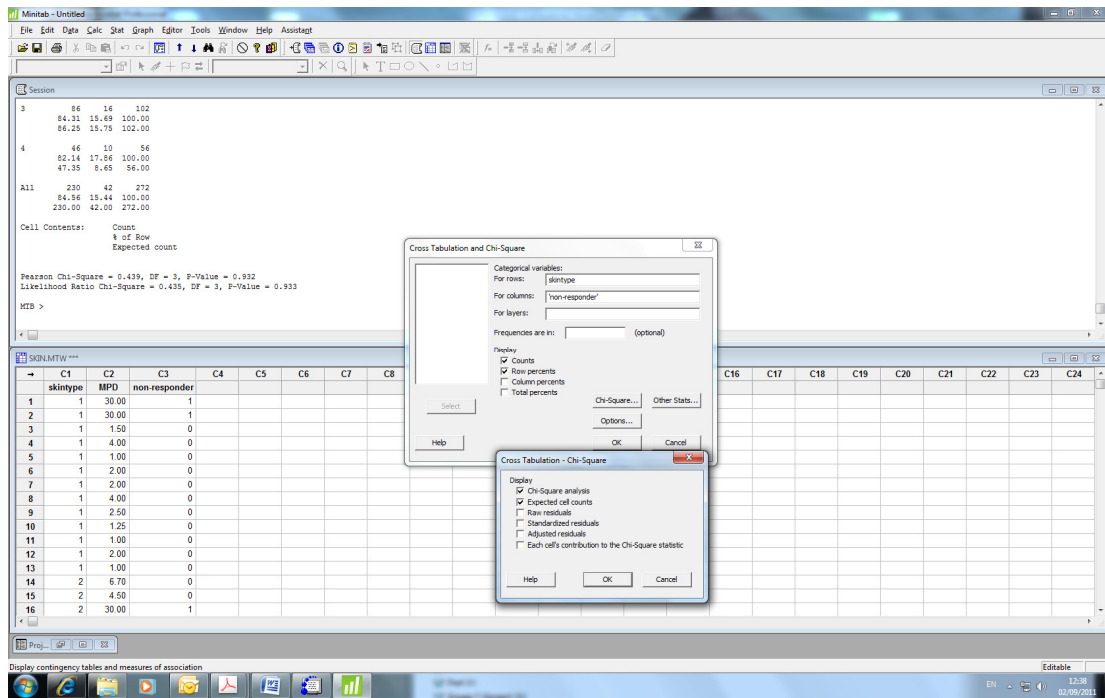 Minitab - Untitled
File Edit Data Calc Stat Graph Editor Tools Window Help Assistant
Session
3 86 16 102
84.31 15.69 100.00
86.25 15.75 102.00
4 46 10 56
82.14 17.86 100.00
47.35 8.65 56.00
All 230 42 272
84.56 15.44 100.00
230.00 42.00 272.00
Cell Contents: Count
% of Row
Expected count
Pearson Chi-Square = 0.439, DF = 3, P-Value = 0.932
Likelihood Ratio Chi-Square = 0.435, DF = 3, P-Value = 0.933
MTB >
Cross Tabulation and Chi-Square
Categorical variables:
For rows: skintype
For columns: 'non-responder'
For layers:
Frequencies are in: (optional)
Display
Counts
Row percents
Column percents
Total percents
Select
Chi-Square... Other Stats...
Options...
Help OK Cancel
Cross Tabulation - Chi-Square
Display
Chi-Square analysis
Expected cell counts
Raw residuals
Standardized residuals
Adjusted residuals
Each cell's contribution to the Chi-Square statistic
Help OK Cancel
SKIN.MTW ***
C1 C2 C3 C4 C5 C6 C7 C8 C16 C17 C18 C19 C20 C21 C22 C23 C24
skintype MPD non-responder
1 1 30.00 1
2 1 30.00 1
3 1 1.50 0
4 1 4.00 0
5 1 1.00 0
6 1 2.00 0
7 1 2.00 0
8 1 4.00 0
9 1 2.50 0
10 1 1.25 0
11 1 1.00 0
12 1 2.00 0
13 1 1.00 0
14 2 6.70 0
15 2 4.50 0
16 2 30.00 1
Proj...
Display contingency tables and measures of association
Editable
EN
12:38
02/09/2011